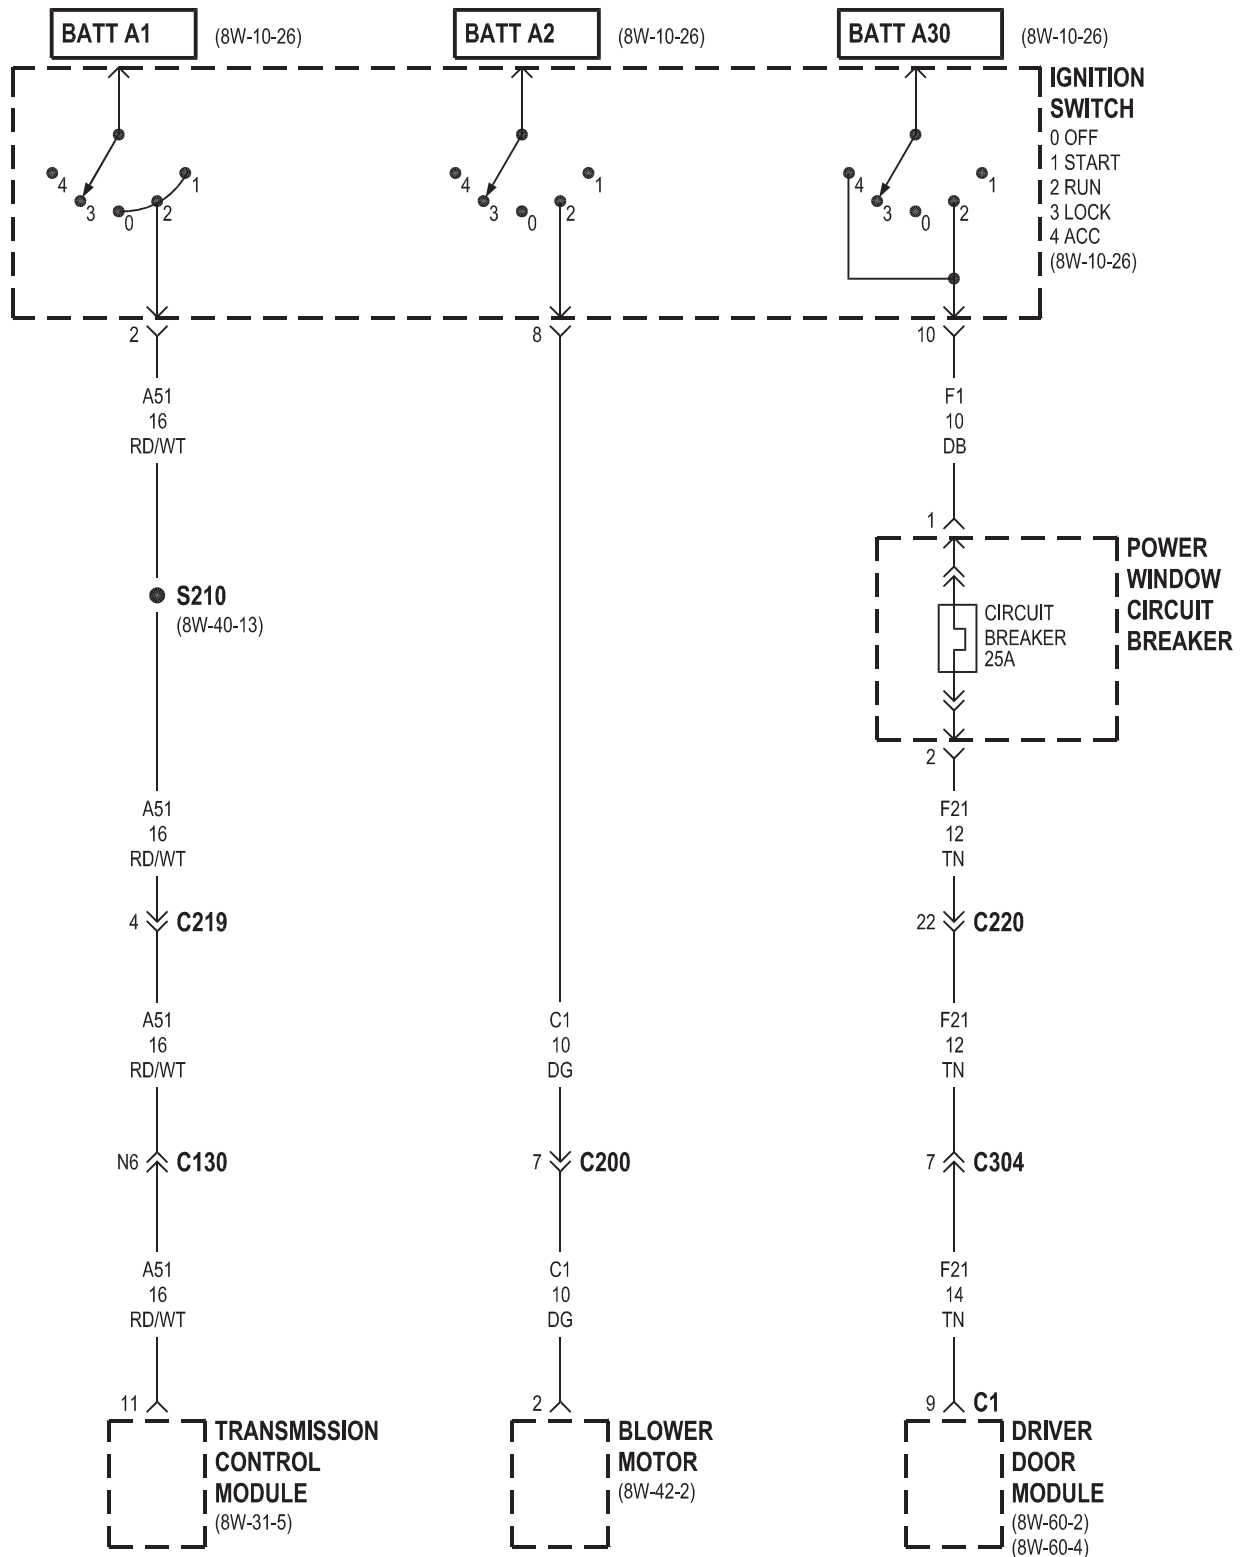 BATT A1
(8W-10-26)
BATT A2
(8W-10-26)
BATT A30
(8W-10-26)
IGNITION
SWITCH
0 OFF
1 START
2 RUN
3 LOCK
4 ACC
(8W-10-26)
4
3
0
2
1
4
3
0
2
1
4
3
0
2
1
2
8
10
A51
16
RD/WT
F1
10
DB
1
POWER
WINDOW
CIRCUIT
BREAKER
CIRCUIT
BREAKER
25A
S210
(8W-40-13)
2
A51
16
RD/WT
F21
12
TN
4
C219
22
C220
A51
16
RD/WT
C1
10
DG
F21
12
TN
N6
C130
7
C200
7
C304
A51
16
RD/WT
C1
10
DG
F21
14
TN
11
2
9
C1
TRANSMISSION
CONTROL
MODULE
(8W-31-5)
BLOWER
MOTOR
(8W-42-2)
DRIVER
DOOR
MODULE
(8W-60-2)
(8W-60-4)